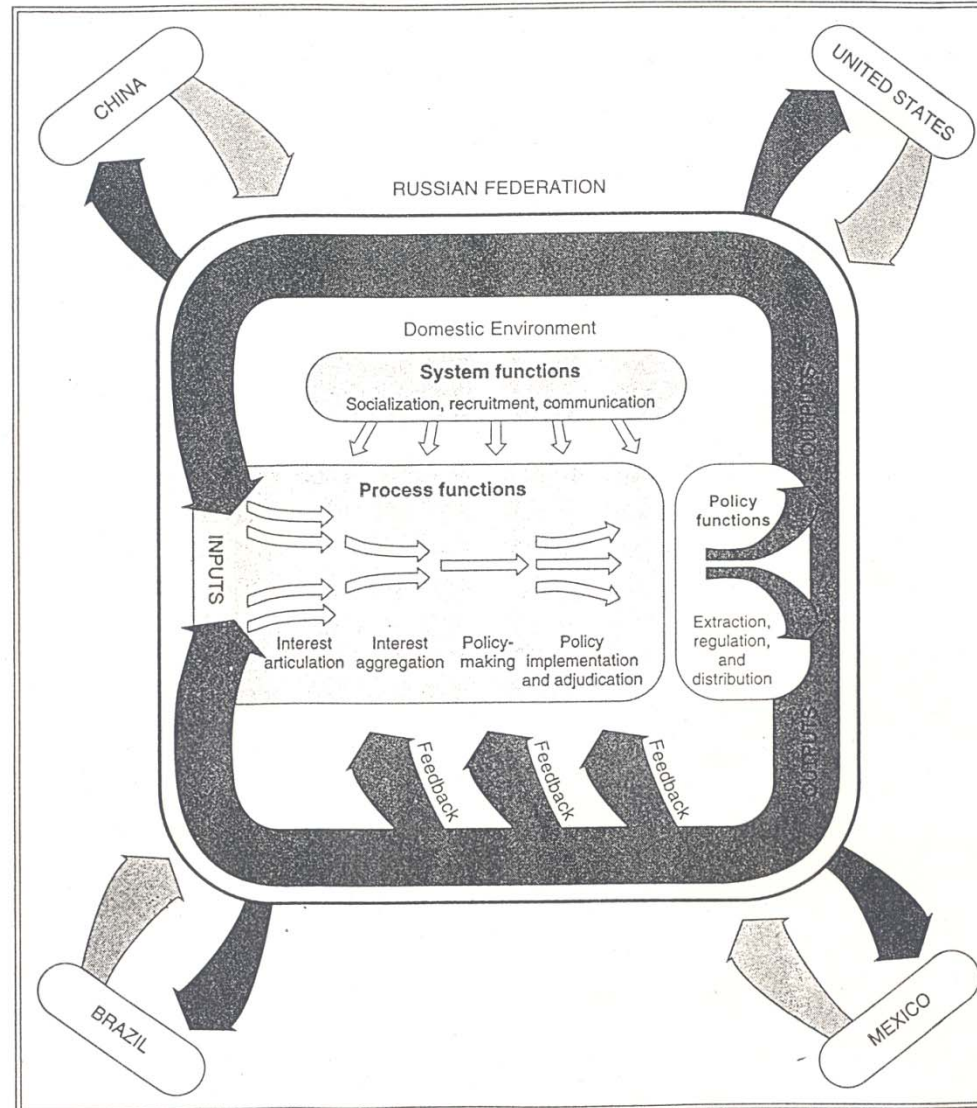 CHINA
UNITED STATES
RUSSIAN FEDERATION
Domestic Environment
System functions
Socialization, recruitment, communication
Process functions
INPUTS
Interest
articulation
Interest
aggregation
Policy-
making
Policy
implementation
and adjudication
Policy
functions
Extraction,
regulation,
and
distribution
OUTPUTS
OUTPUTS
Feedback
Feedback
Feedback
BRAZIL
MEXICO